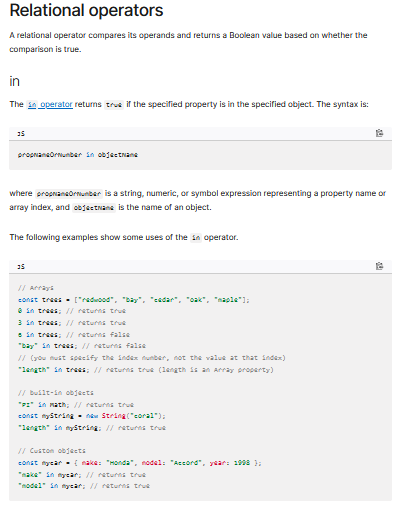 Relational operators
A relational operator compares its operands and returns a Boolean value based on whether the
comparison is true.
in
The in operator returns true if the specified property is in the specified object. The syntax is:
JS
propNameOrNumber in objectName
where propNameOrNumber is a string, numeric, or symbol expression representing a property name or
array index, and objectName is the name of an object.
The following examples show some uses of the in operator.
JS
// Arrays
const trees = ["redwood", "bay", "cedar", "oak", "maple"];
0 in trees; // returns true
3 in trees; // returns true
6 in trees; // returns false
"bay" in trees; // returns false
// (you must specify the index number, not the value at that index)
"length" in trees; // returns true (length is an Array property)
// built-in objects
"PI" in Math; // returns true
const myString = new String("coral");
"length" in myString; // returns true
// Custom objects
const mycar = { make: "Honda", model: "Accord", year: 1998 };
"make" in mycar; // returns true
"model" in mycar; // returns true